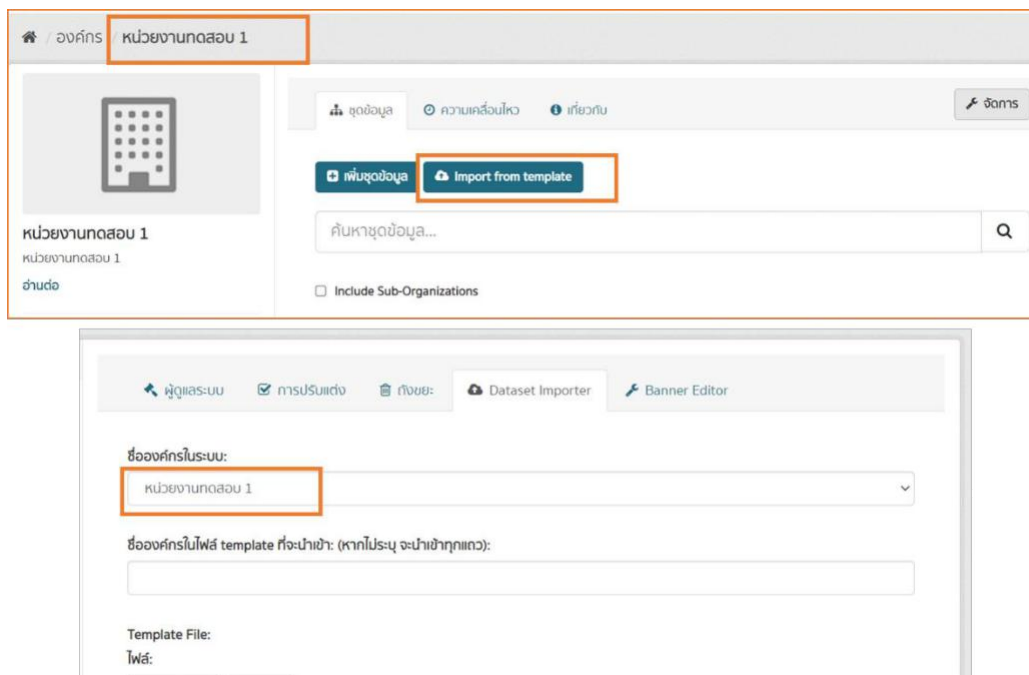 / องค์กร / หน่วยงานทดสอบ 1
ชุดข้อมูล ความเคลื่อนไหว เกี่ยวกับ จัดการ
เพิ่มชุดข้อมูล Import from template
ค้นหาชุดข้อมูล...
หน่วยงานทดสอบ 1
หน่วยงานทดสอบ 1
อ่านต่อ
Include Sub-Organizations
ผู้ดูแลระบบ การปรับแต่ง ถังขยะ Dataset Importer Banner Editor
ชื่อองค์กรในระบบ:
หน่วยงานทดสอบ 1
ชื่อองค์กรในไฟล์ template ที่จะนำเข้า: (หากไม่ระบุ จะนำเข้าทุกแถว):
Template File:
ไฟล์: